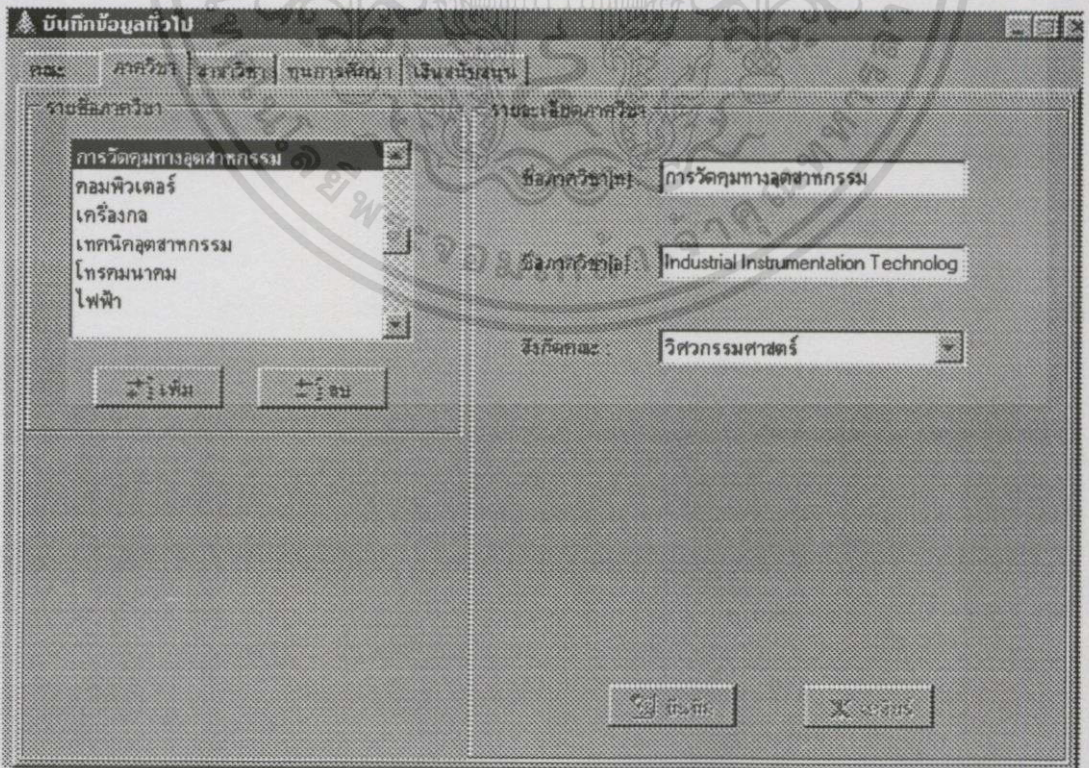 บันทึกข้อมูลทั่วไป
คณะ ภาควิชา สาขาวิชา ทุนการศึกษา เงินสนับสนุน
รายชื่อภาควิชา
การวัดคุมทางอุตสาหกรรม
คอมพิวเตอร์
เครื่องกล
เทคนิคอุตสาหกรรม
โทรคมนาคม
ไฟฟ้า
เพิ่ม ลบ
รายละเอียดภาควิชา
ชื่อภาควิชา[ท] : การวัดคุมทางอุตสาหกรรม
ชื่อภาควิชา[อ] : Industrial Instrumentation Technolog
สังกัดคณะ : วิศวกรรมศาสตร์
บันทึก ยกเลิก